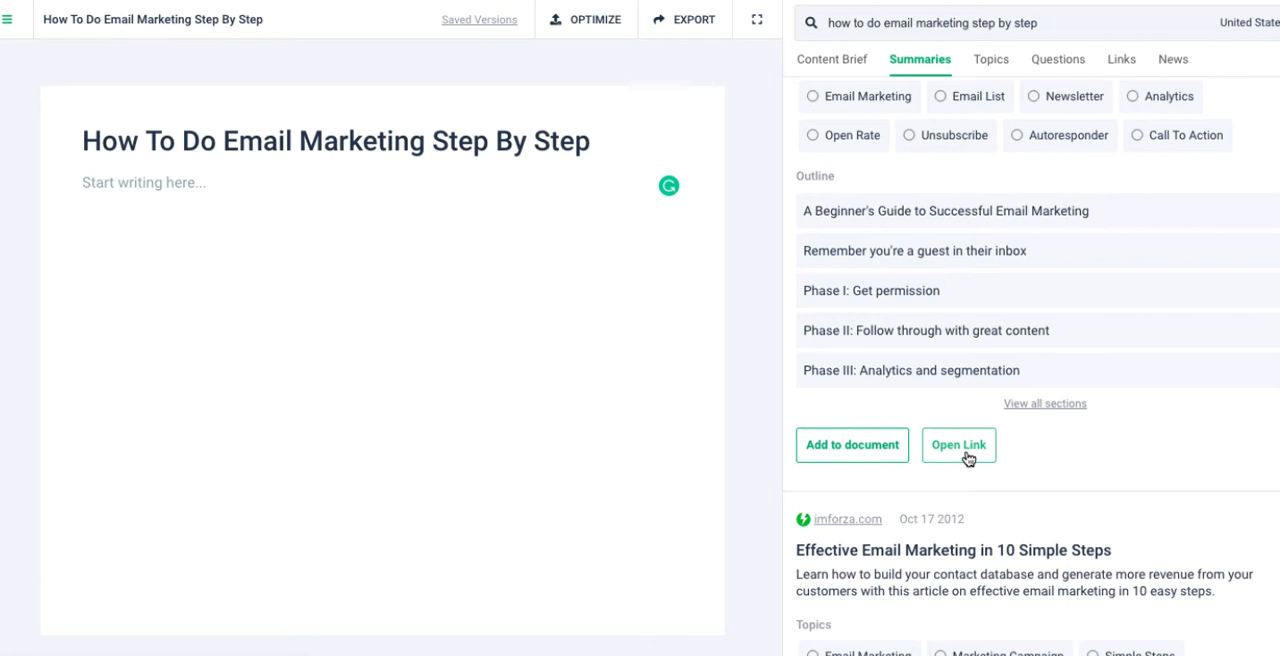 How To Do Email Marketing Step By Step
Saved Versions
OPTIMIZE
EXPORT
How To Do Email Marketing Step By Step
Start writing here...
how to do email marketing step by step
United State
Content Brief Summaries Topics Questions Links News
Email Marketing Email List Newsletter Analytics
Open Rate Unsubscribe Autoresponder Call To Action
Outline
A Beginner's Guide to Successful Email Marketing
Remember you're a guest in their inbox
Phase I: Get permission
Phase II: Follow through with great content
Phase III: Analytics and segmentation
View all sections
Add to document Open Link
imforza.com Oct 17 2012
Effective Email Marketing in 10 Simple Steps
Learn how to build your contact database and generate more revenue from your
customers with this article on effective email marketing in 10 easy steps.
Topics
Email Marketing Marketing Campaign Simple Steps